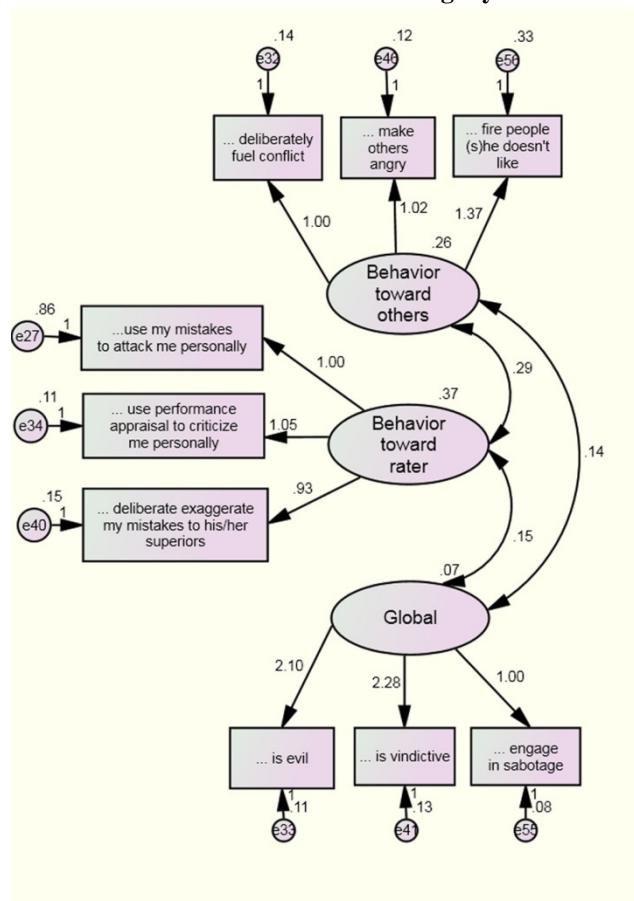 .14
.12
.33
e32
e46
e56
1
1
1
... deliberately
fuel conflict
... make
others
angry
... fire people
(s)he doesn't
like
1.00
1.02
1.37
.26
Behavior
toward
others
.86
e27
1
...use my mistakes
to attack me personally
1.00
.29
.11
e34
1
... use performance
appraisal to criticize
me personally
1.05
.37
Behavior
toward
rater
.14
.15
e40
1
... deliberate exaggerate
my mistakes to his/her
superiors
.93
.15
.07
Global
2.10
2.28
1.00
... is evil
... is vindictive
... engage
in sabotage
1
.11
1
.13
1
.08
e33
e41
e55